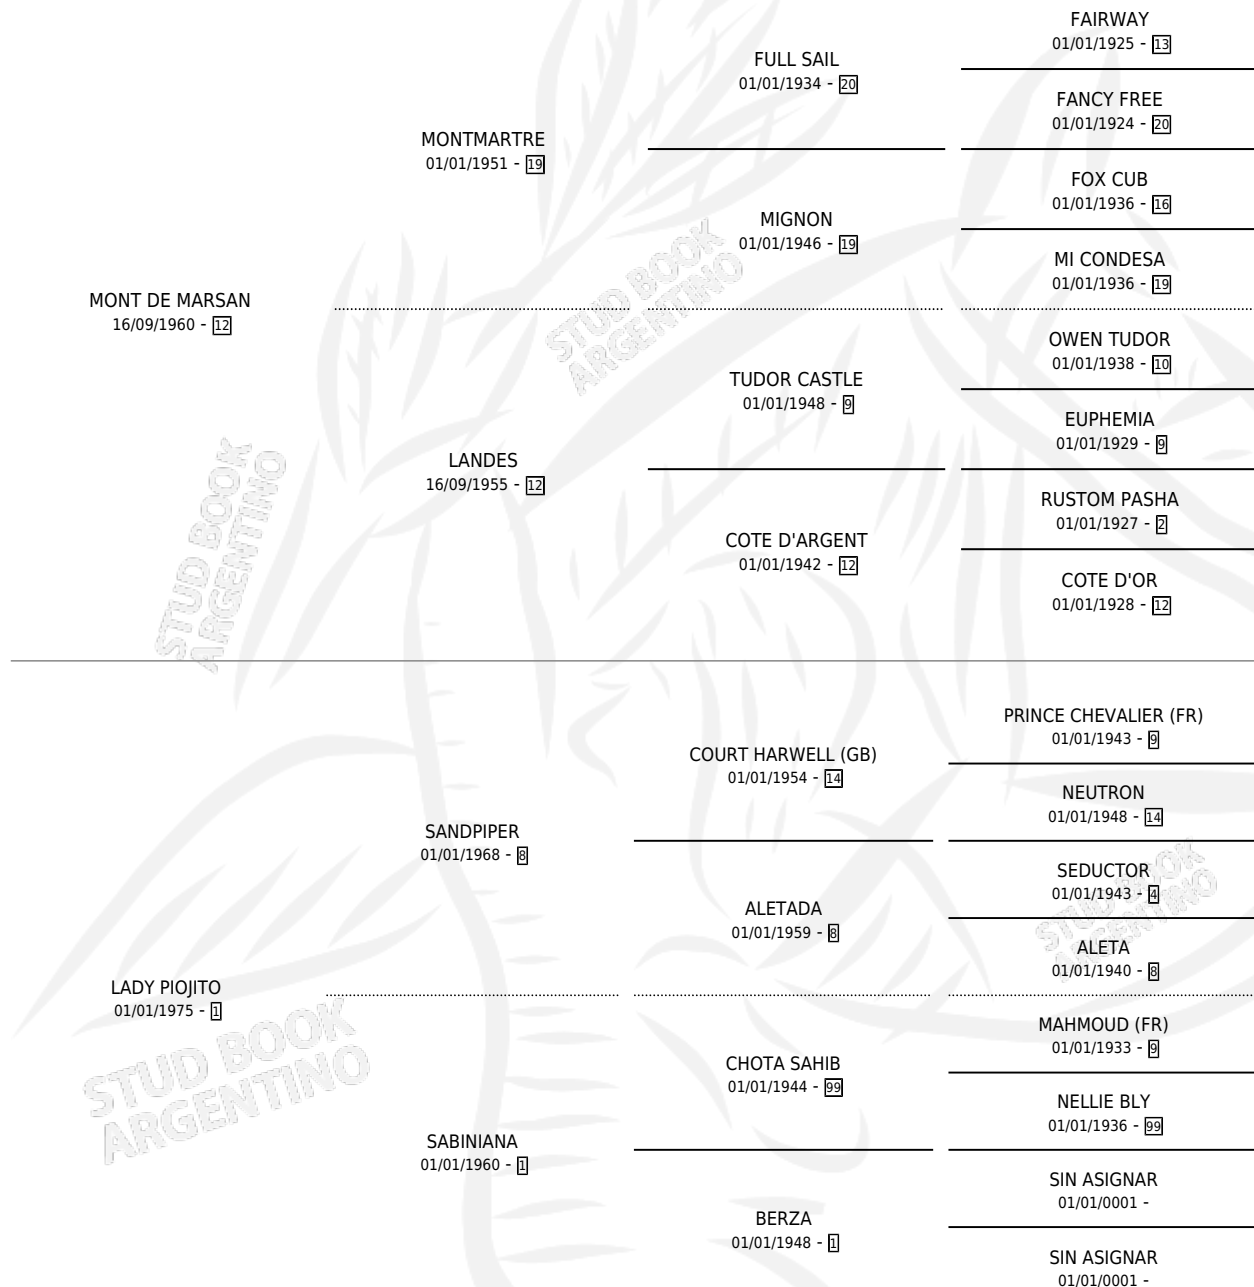 FAIRWAY
01/01/1925 - 13
FULL SAIL
01/01/1934 - 20
FANCY FREE
01/01/1924 - 20
MONTMARTRE
01/01/1951 - 19
FOX CUB
01/01/1936 - 16
MIGNON
01/01/1946 - 19
MI CONDESA
01/01/1936 - 19
MONT DE MARSAN
16/09/1960 - 12
OWEN TUDOR
01/01/1938 - 10
TUDOR CASTLE
01/01/1948 - 9
EUPHEMIA
01/01/1929 - 9
LANDES
16/09/1955 - 12
RUSTOM PASHA
01/01/1927 - 2
COTE D'ARGENT
01/01/1942 - 12
COTE D'OR
01/01/1928 - 12
PRINCE CHEVALIER (FR)
01/01/1943 - 9
COURT HARWELL (GB)
01/01/1954 - 14
NEUTRON
01/01/1948 - 14
SANDPIPER
01/01/1968 - 8
SEDUCTOR
01/01/1943 - 4
ALETADA
01/01/1959 - 8
ALETA
01/01/1940 - 8
LADY PIOJITO
01/01/1975 - 1
MAHMOUD (FR)
01/01/1933 - 9
CHOTA SAHIB
01/01/1944 - 99
NELLIE BLY
01/01/1936 - 99
SABINIANA
01/01/1960 - 1
SIN ASIGNAR
01/01/0001 -
BERZA
01/01/1948 - 1
SIN ASIGNAR
01/01/0001 -
STUD BOOK
ARGENTINO
STUD BOOK
ARGENTINO
STUD BOOK
ARGENTINO
STUD BOOK
ARGENTINO